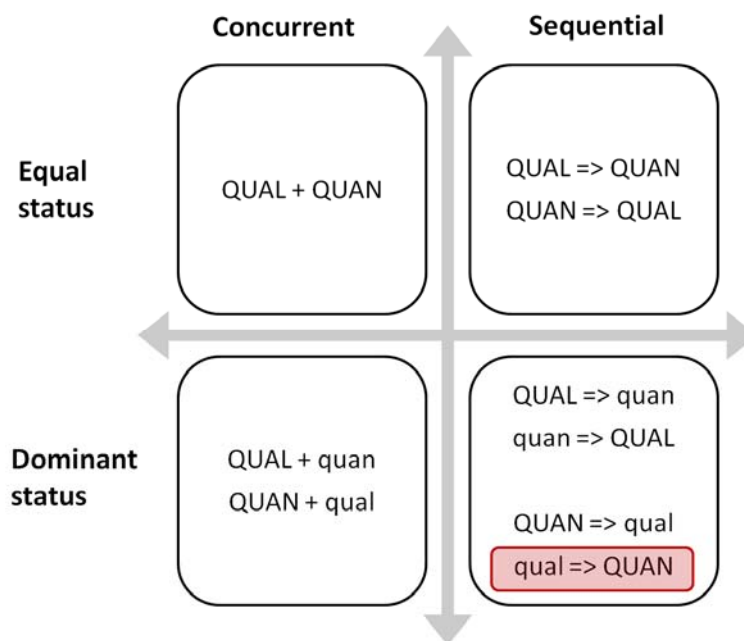 Concurrent
Sequential
Equal
status
QUAL + QUAN
QUAL => QUAN
QUAN => QUAL
Dominant
status
QUAL + quan
QUAN + qual
QUAL => quan
quan => QUAL
QUAN => qual
qual => QUAN